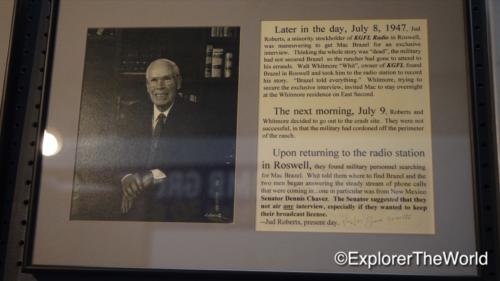 Later in the day, July 8, 1947, Jud
Roberts, a minority stockholder of KGFL Radio in Roswell,
was maneuvering to get Mac Brazel for an exclusive
interview. Thinking the whole story was "dead", the military
had not secured Brazel so the rancher had gone to attend to
his errands. Walt Whitmore "Whit", owner of KGFL found
Brazel in Roswell and took him to the radio station to record
his story. "Brazel told everything." Whitmore, trying to
secure the exclusive interview, invited Mac to stay overnight
at the Whitmore residence on East Second.
The next morning, July 9, Roberts and
Whitmore decided to go out to the crash site. They were not
successful, in that the military had cordoned off the perimeter
of the ranch.
Upon returning to the radio station
in Roswell, they found military personnel searching
for Mac Brazel. Whit told them where to find Brazel and the
two men began answering the steady stream of phone calls
that were coming in...one in particular was from New Mexico
Senator Dennis Chavez. The Senator suggested that they
not air any interview, especially if they wanted to keep
their broadcast license.
--Jud Roberts, present day.
©ExplorerTheWorld